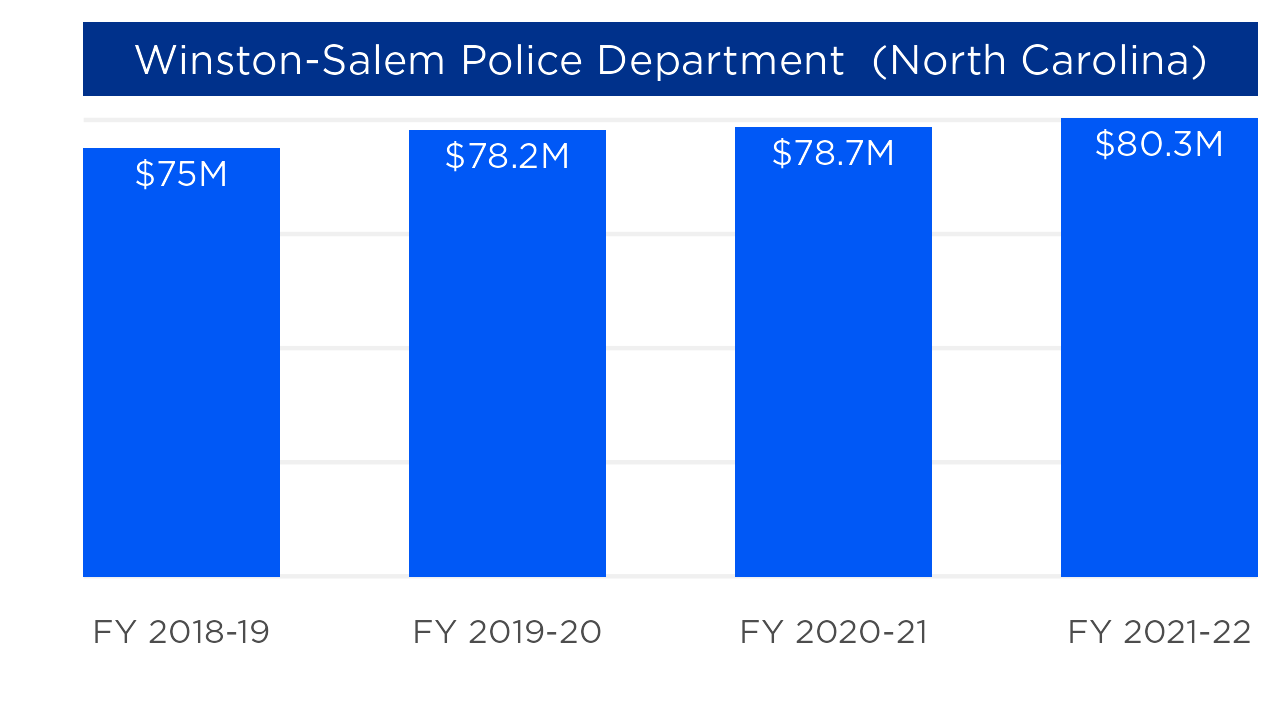 Winston-Salem Police Department (North Carolina)
$75M
$78.2M
$78.7M
$80.3M
FY 2018-19
FY 2019-20
FY 2020-21
FY 2021-22